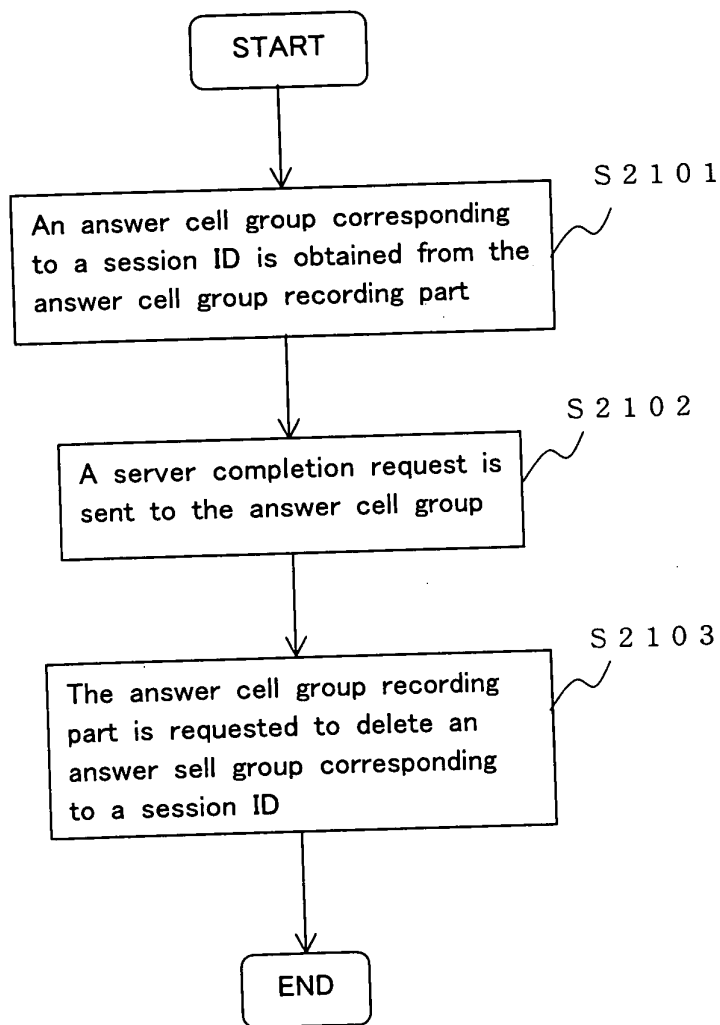 START
S2101
An answer cell group corresponding
to a session ID is obtained from the
answer cell group recording part
S2102
A server completion request is
sent to the answer cell group
S2103
The answer cell group recording
part is requested to delete an
answer sell group corresponding
to a session ID
END